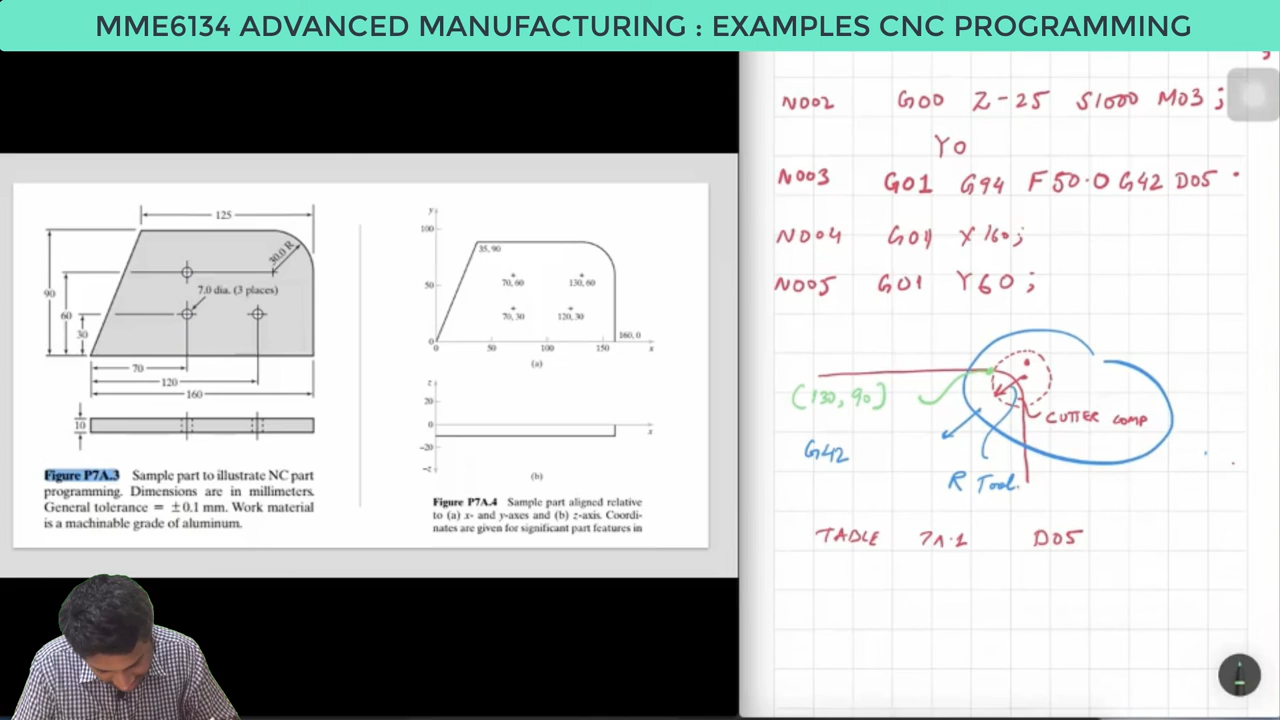 MME6134 ADVANCED MANUFACTURING : EXAMPLES CNC PROGRAMMING
N002 G00 Z-25 S1000 M03 ;
Y0
N003 G01 G94 F50.0 G42 D05
N004 G01 X160;
N005 G01 Y60 ;
(130, 90)
CUTTER COMP
G42
R Tool.
TABLE 7A.1 D05
125
30.0 R
7.0 dia. (3 places)
90
60
30
70
120
160
10
Figure P7A.3 Sample part to illustrate NC part
programming. Dimensions are in millimeters.
General tolerance = ±0.1 mm. Work material
is a machinable grade of aluminum.
y
100
35, 90
70, 60
130, 60
50
70, 30
120, 30
160, 0
0
0
50
100
150
x
(a)
z
20
0
x
-20
-z
(b)
Figure P7A.4 Sample part aligned relative
to (a) x- and y-axes and (b) z-axis. Coordi-
nates are given for significant part features in